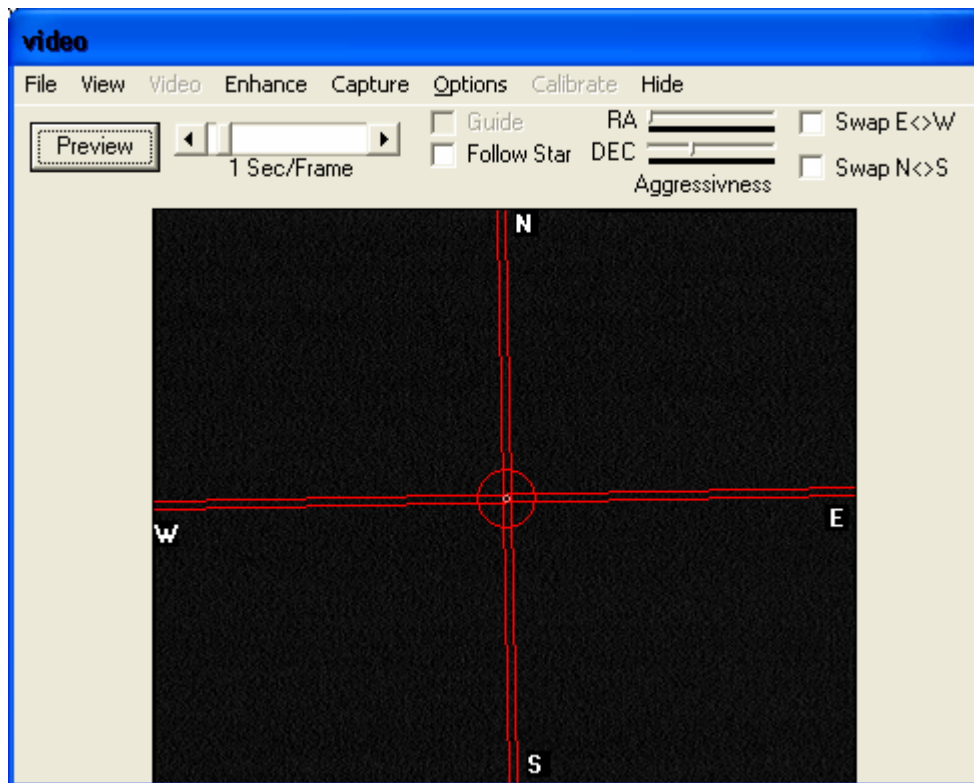 video
File View Video Enhance Capture Options Calibrate Hide
Preview
1 Sec/Frame
Guide
Follow Star
RA
DEC
Aggressivness
Swap E<>W
Swap N<>S
N
W
E
S